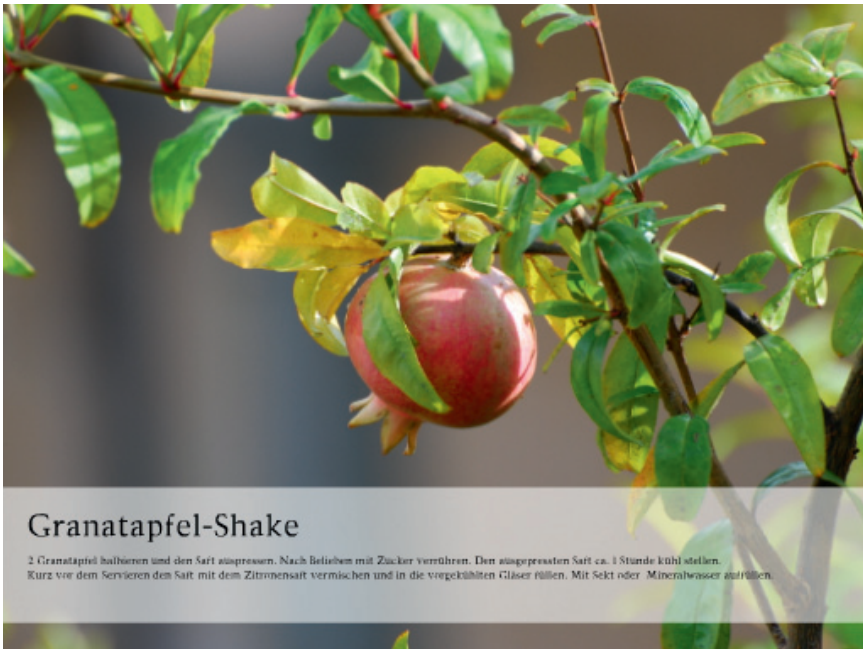 Granatapfel-Shake
2 Granatäpfel halbieren und den Saft auspressen. Nach Belieben mit Zucker verrühren. Den ausgepressten Saft ca. 1 Stunde kühl stellen.
Kurz vor dem Servieren den Saft mit dem Zitronensaft vermischen und in die vorgekühlten Gläser füllen. Mit Sekt oder Mineralwasser auffüllen.